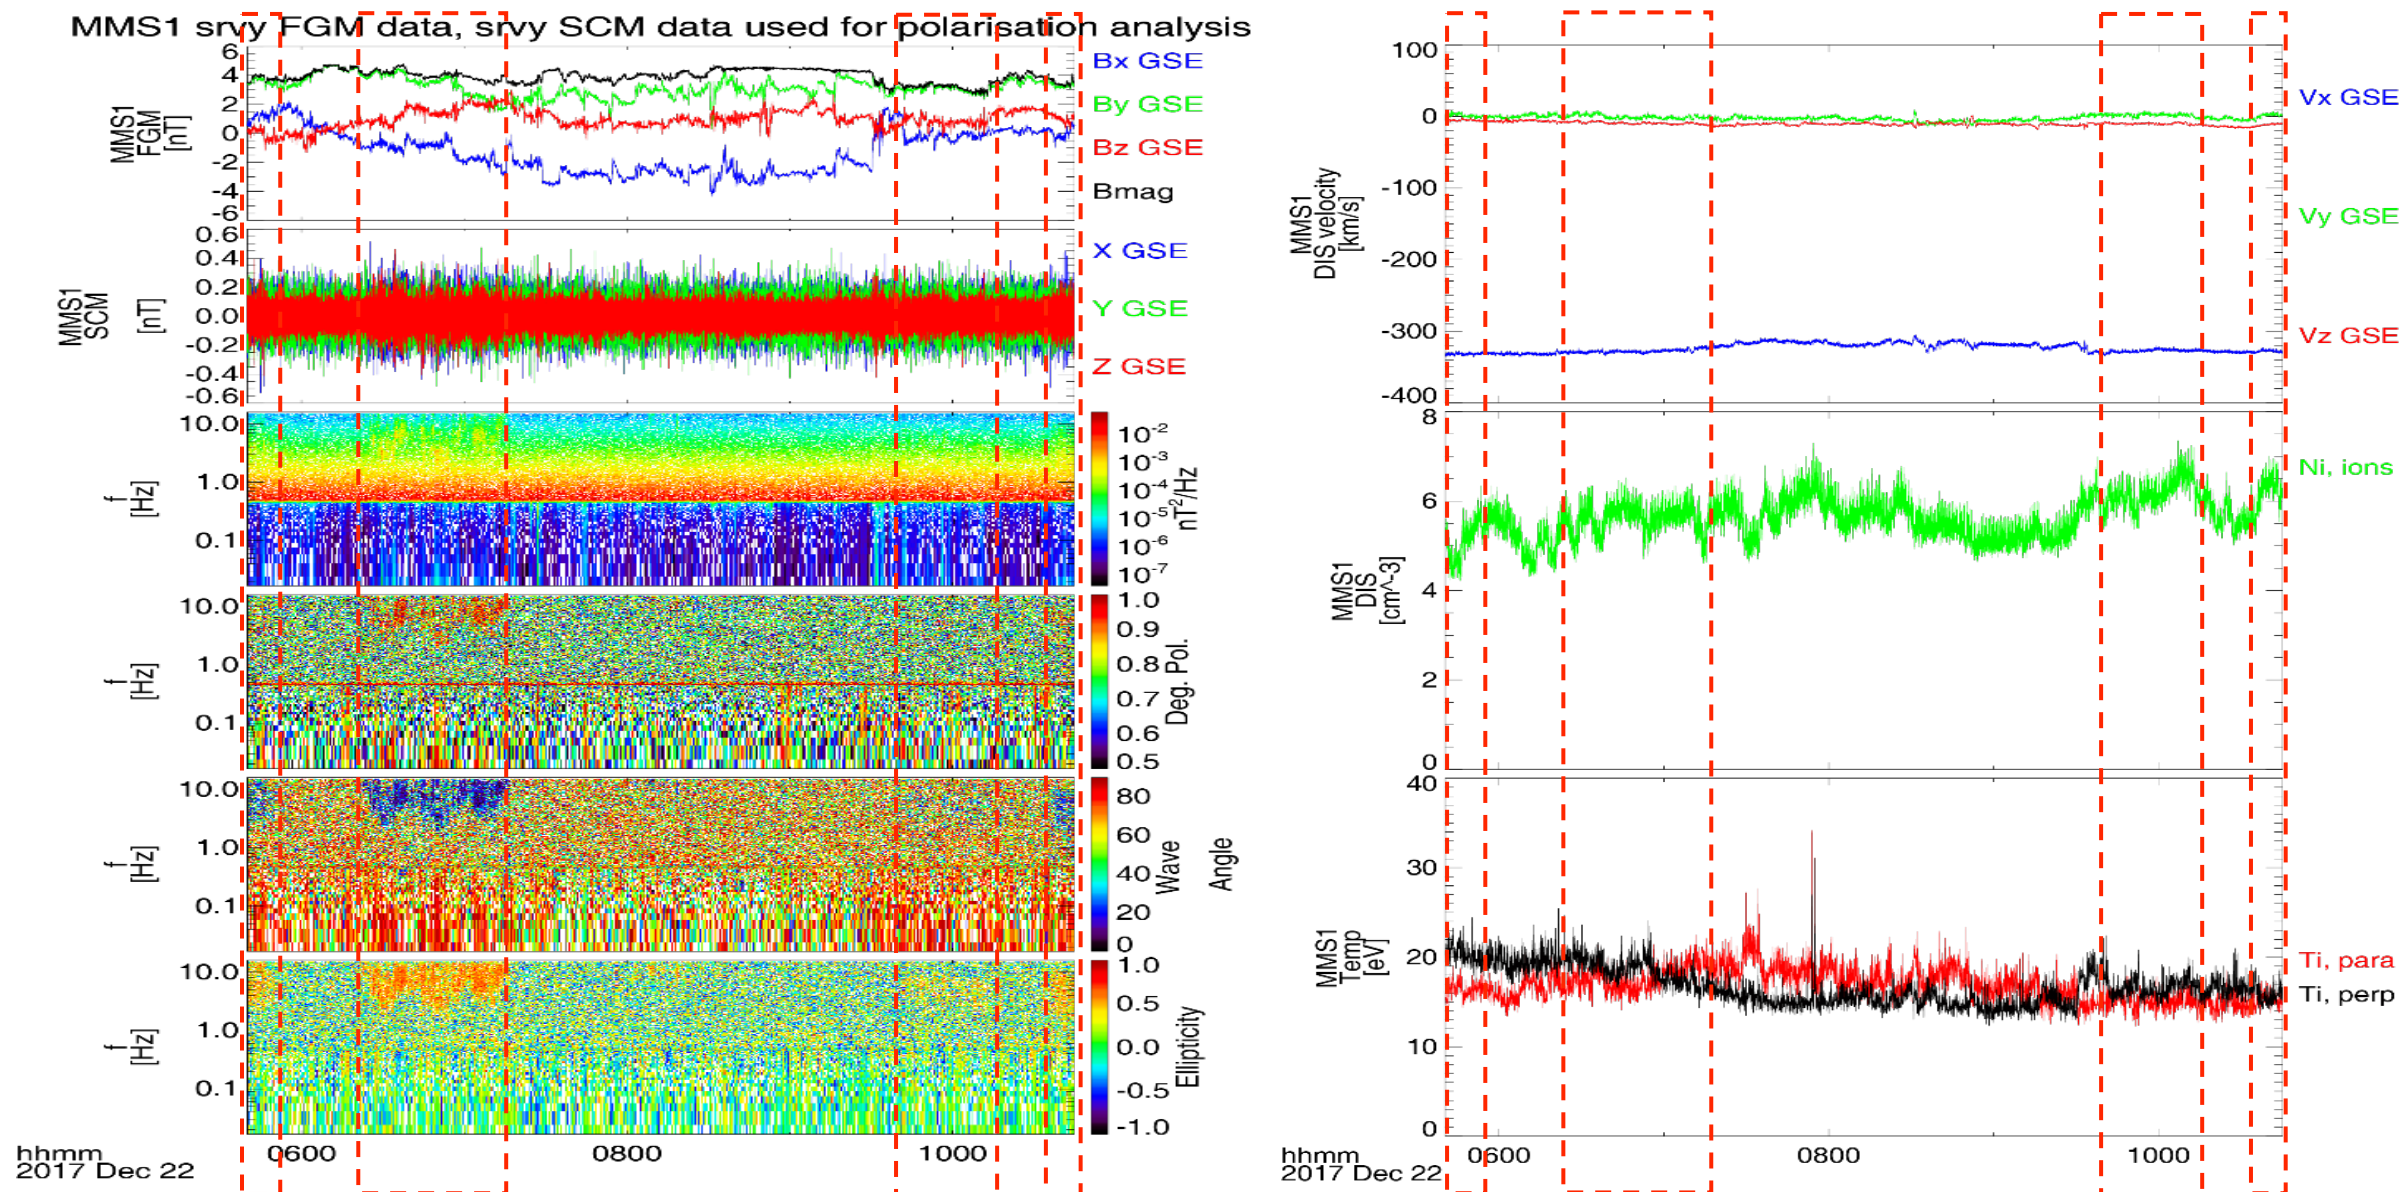 MMS1 srvy FGM data, srvy SCM data used for polarisation analysis
6
4
2
0
-2
-4
-6
MMS1
FGM
[nT]
Bx GSE
By GSE
Bz GSE
Bmag
0.6
0.4
0.2
0.0
-0.2
-0.4
-0.6
MMS1
SCM
[nT]
X GSE
Y GSE
Z GSE
10.0
1.0
0.1
f
[Hz]
10-2
10-3
10-4
10-5
10-6
10-7
nT2/Hz
10.0
1.0
0.1
f
[Hz]
1.0
0.9
0.8
0.7
0.6
0.5
Deg. Pol.
10.0
1.0
0.1
f
[Hz]
80
60
40
20
0
Wave
Angle
10.0
1.0
0.1
f
[Hz]
1.0
0.5
0.0
-0.5
-1.0
Ellipticity
hhmm
2017 Dec 22
0600
0800
1000
100
0
-100
-200
-300
-400
MMS1
DIS velocity
[km/s]
Vx GSE
Vy GSE
Vz GSE
8
6
4
2
0
MMS1
DIS
[cm^-3]
Ni, ions
40
30
20
10
0
MMS1
Temp
[eV]
Ti, para
Ti, perp
hhmm
2017 Dec 22
0600
0800
1000